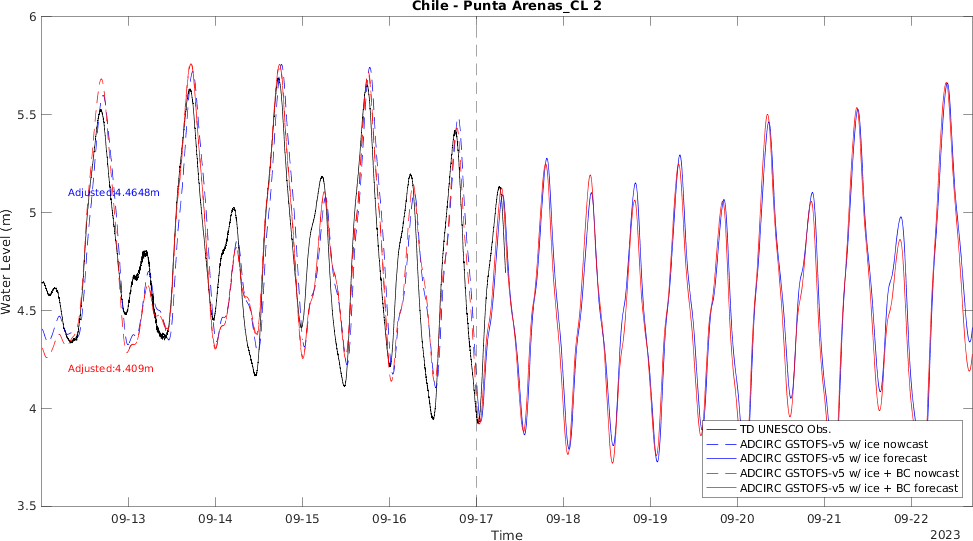 Chile - Punta Arenas_CL 2
6
5.5
5
4.5
4
3.5
Water Level (m)
Adjusted:4.4648m
Adjusted:4.409m
TD UNESCO Obs.
ADCIRC GSTOFS-v5 w/ ice nowcast
ADCIRC GSTOFS-v5 w/ ice forecast
ADCIRC GSTOFS-v5 w/ ice + BC nowcast
ADCIRC GSTOFS-v5 w/ ice + BC forecast
09-13 09-14 09-15 09-16 09-17 09-18 09-19 09-20 09-21 09-22
Time
2023